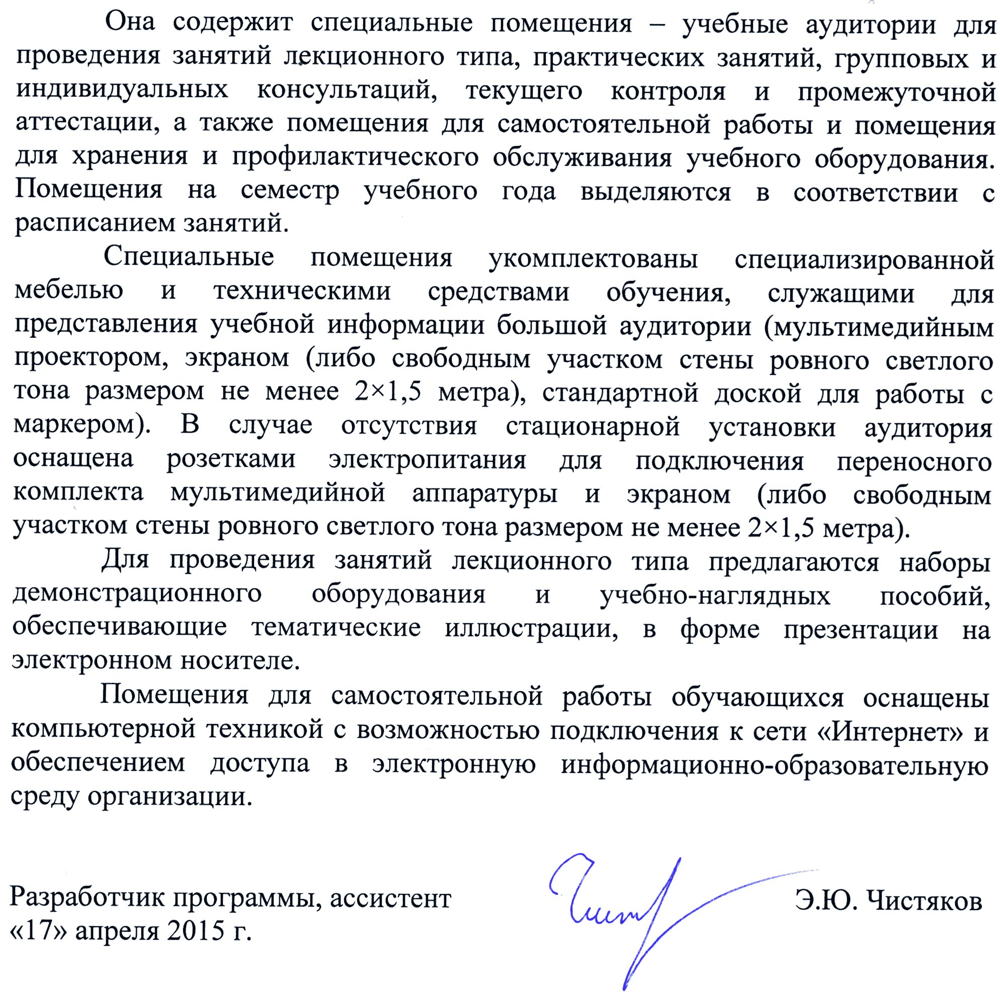 Она содержит специальные помещения – учебные аудитории для
проведения занятий лекционного типа, практических занятий, групповых и
индивидуальных консультаций, текущего контроля и промежуточной
аттестации, а также помещения для самостоятельной работы и помещения
для хранения и профилактического обслуживания учебного оборудования.
Помещения на семестр учебного года выделяются в соответствии с
расписанием занятий.
Специальные помещения укомплектованы специализированной
мебелью и техническими средствами обучения, служащими для
представления учебной информации большой аудитории (мультимедийным
проектором, экраном (либо свободным участком стены ровного светлого
тона размером не менее 2×1,5 метра), стандартной доской для работы с
маркером). В случае отсутствия стационарной установки аудитория
оснащена розетками электропитания для подключения переносного
комплекта мультимедийной аппаратуры и экраном (либо свободным
участком стены ровного светлого тона размером не менее 2×1,5 метра).
Для проведения занятий лекционного типа предлагаются наборы
демонстрационного оборудования и учебно-наглядных пособий,
обеспечивающие тематические иллюстрации, в форме презентации на
электронном носителе.
Помещения для самостоятельной работы обучающихся оснащены
компьютерной техникой с возможностью подключения к сети «Интернет» и
обеспечением доступа в электронную информационно-образовательную
среду организации.
Разработчик программы, ассистент Э.Ю. Чистяков
«17» апреля 2015 г.